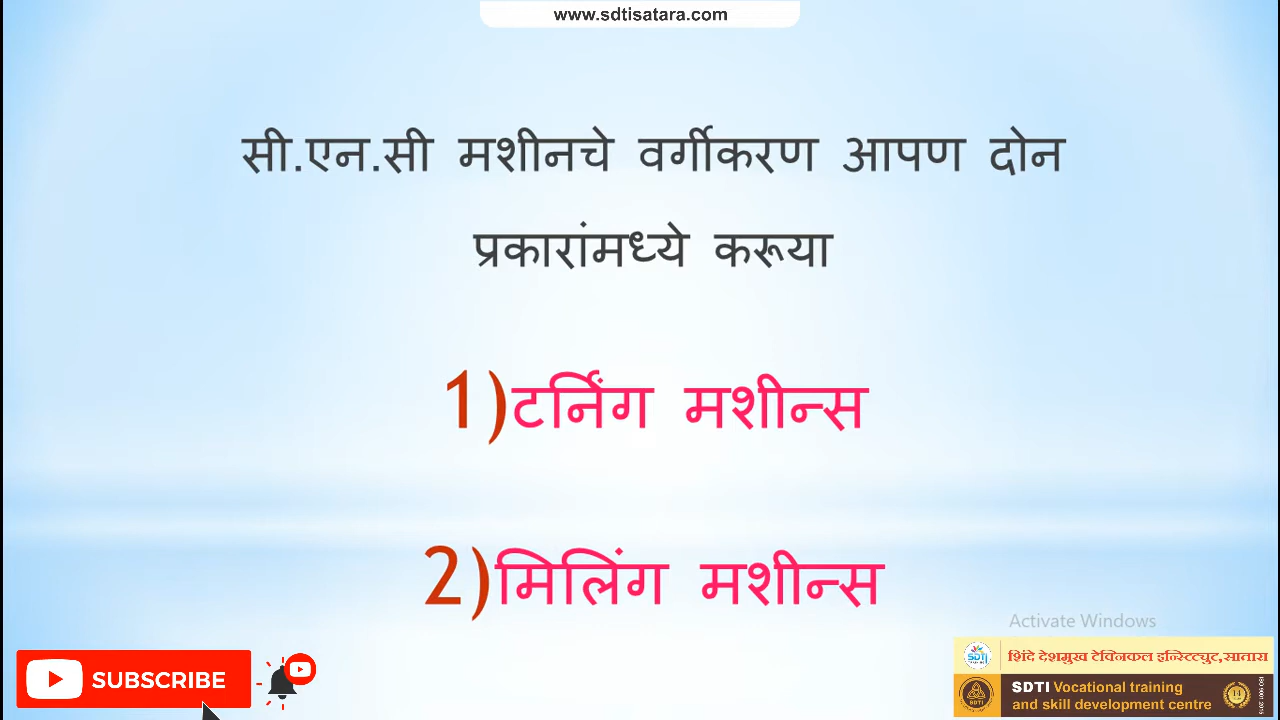 www.sdtisatara.com
सी.एन.सी मशीनचे वर्गीकरण आपण दोन
प्रकारांमध्ये करूया
1)टर्निंग मशीन्स
2)मिलिंग मशीन्स
Activate Windows
SUBSCRIBE
SDTI
शिंदे देशमुख टेक्निकल इन्स्टिट्युट,सातारा
SDTI Vocational training
and skill development centre